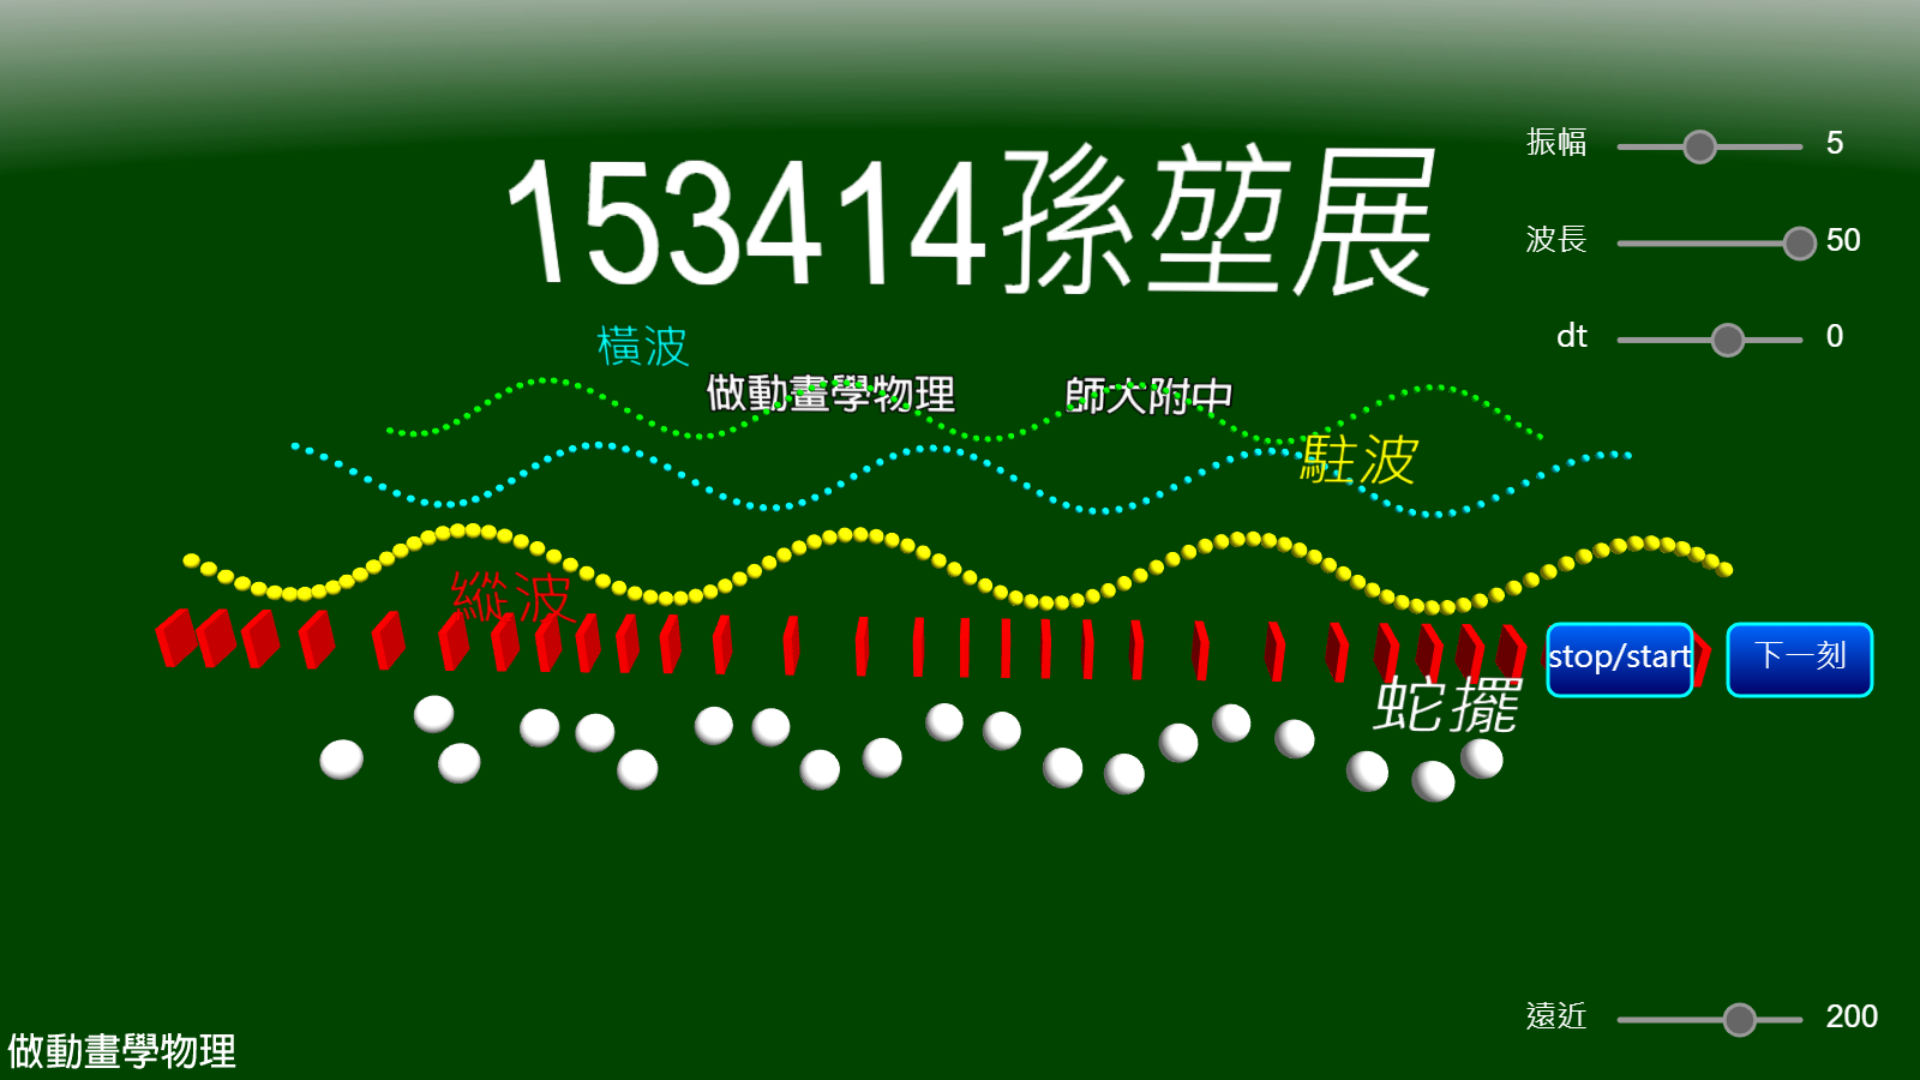 153414孫堃展
振幅 5
波長 50
dt 0
橫波
做動畫學物理 師大附中
駐波
縱波
stop/start 下一刻
蛇擺
遠近 200
做動畫學物理